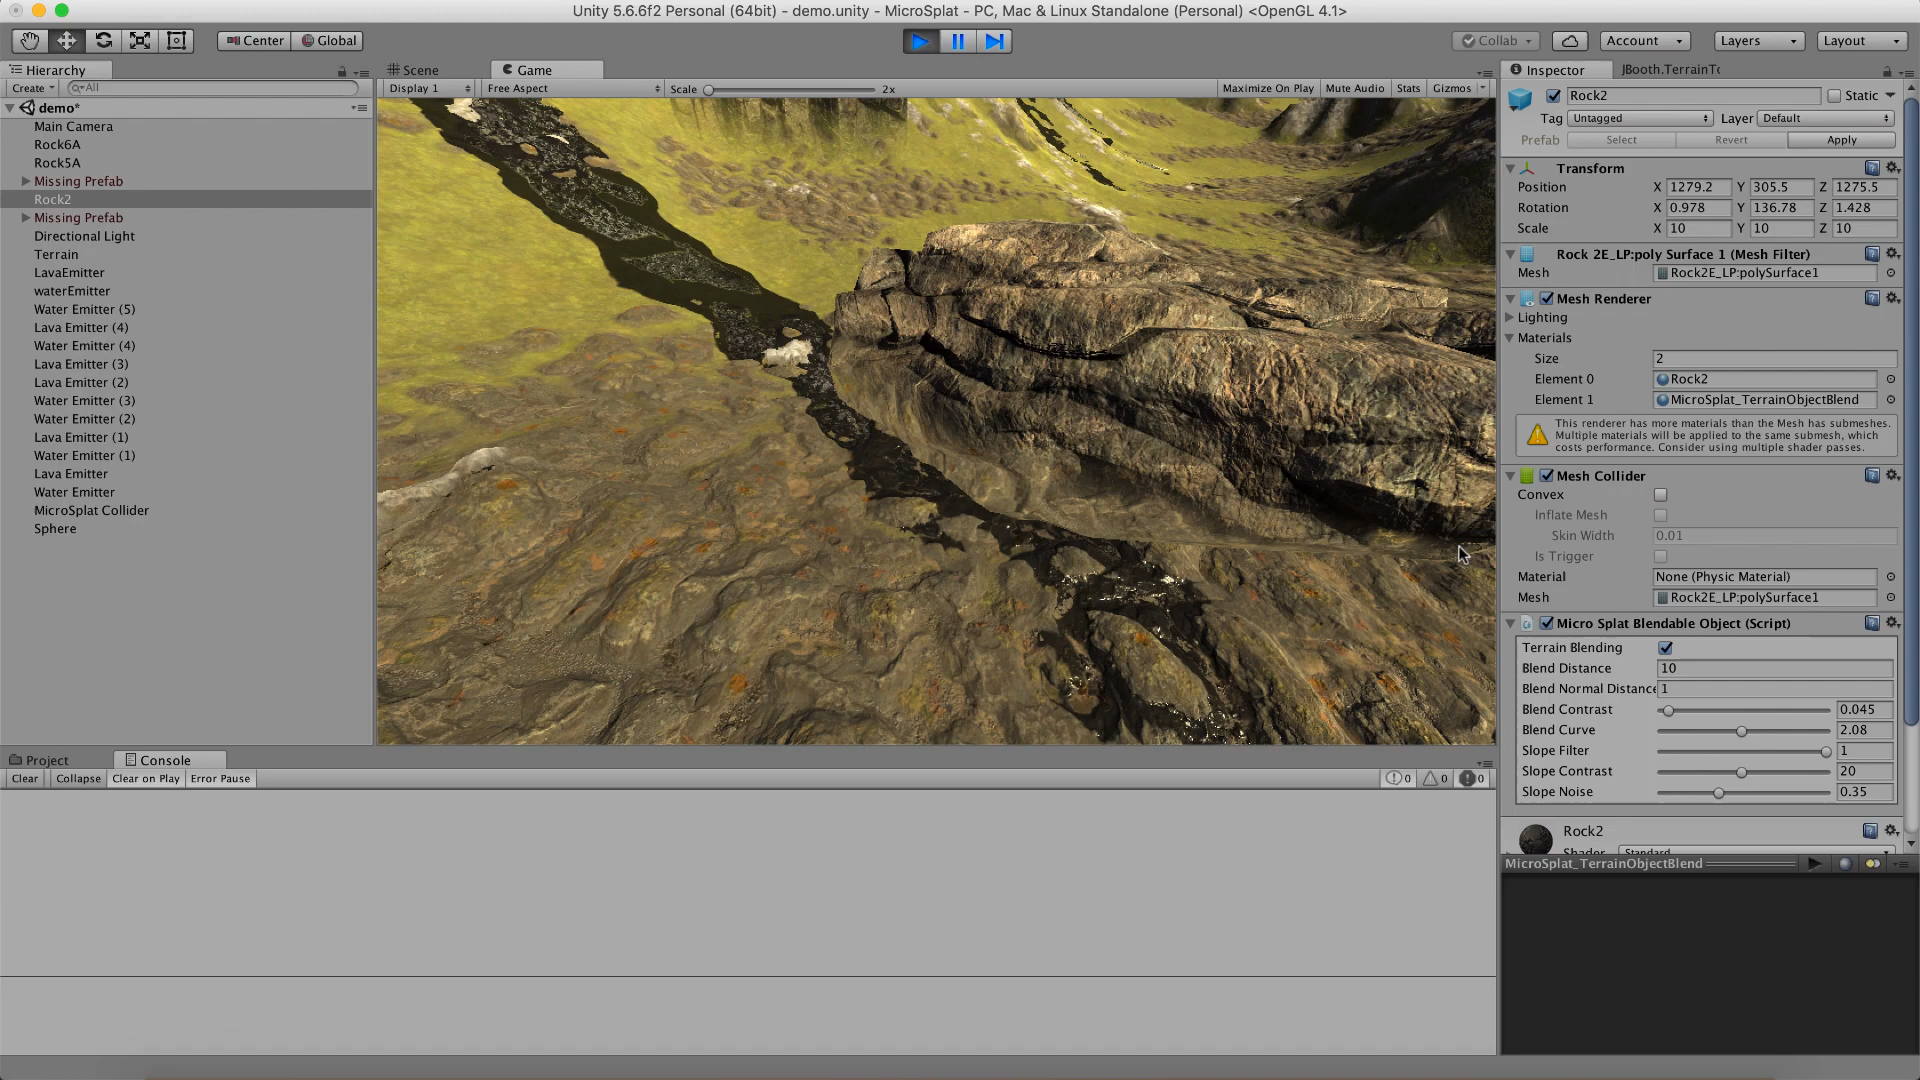 Unity 5.6.6f2 Personal (64bit) - demo.unity - MicroSplat - PC, Mac & Linux Standalone (Personal) <OpenGL 4.1>
Center Global
Collab Account Layers Layout
Hierarchy
Create All
demo*
Main Camera
Rock6A
Rock5A
Missing Prefab
Rock2
Missing Prefab
Directional Light
Terrain
LavaEmitter
waterEmitter
Water Emitter (5)
Lava Emitter (4)
Water Emitter (4)
Lava Emitter (3)
Lava Emitter (2)
Water Emitter (3)
Water Emitter (2)
Lava Emitter (1)
Water Emitter (1)
Lava Emitter
Water Emitter
MicroSplat Collider
Sphere
Scene Game
Display 1 Free Aspect Scale 2x Maximize On Play Mute Audio Stats Gizmos
Project Console
Clear Collapse Clear on Play Error Pause 0 0 0
Inspector JBooth.TerrainTo
Rock2 Static
Tag Untagged Layer Default
Prefab Select Revert Apply
Transform
Position X 1279.2 Y 305.5 Z 1275.5
Rotation X 0.978 Y 136.78 Z 1.428
Scale X 10 Y 10 Z 10
Rock 2E_LP:poly Surface 1 (Mesh Filter)
Mesh Rock2E_LP:polySurface1
Mesh Renderer
Lighting
Materials
Size 2
Element 0 Rock2
Element 1 MicroSplat_TerrainObjectBlend
This renderer has more materials than the Mesh has submeshes.
Multiple materials will be applied to the same submesh, which
costs performance. Consider using multiple shader passes.
Mesh Collider
Convex
Inflate Mesh
Skin Width 0.01
Is Trigger
Material None (Physic Material)
Mesh Rock2E_LP:polySurface1
Micro Splat Blendable Object (Script)
Terrain Blending
Blend Distance 10
Blend Normal Distance 1
Blend Contrast 0.045
Blend Curve 2.08
Slope Filter 1
Slope Contrast 20
Slope Noise 0.35
Rock2
Shader Standard
MicroSplat_TerrainObjectBlend